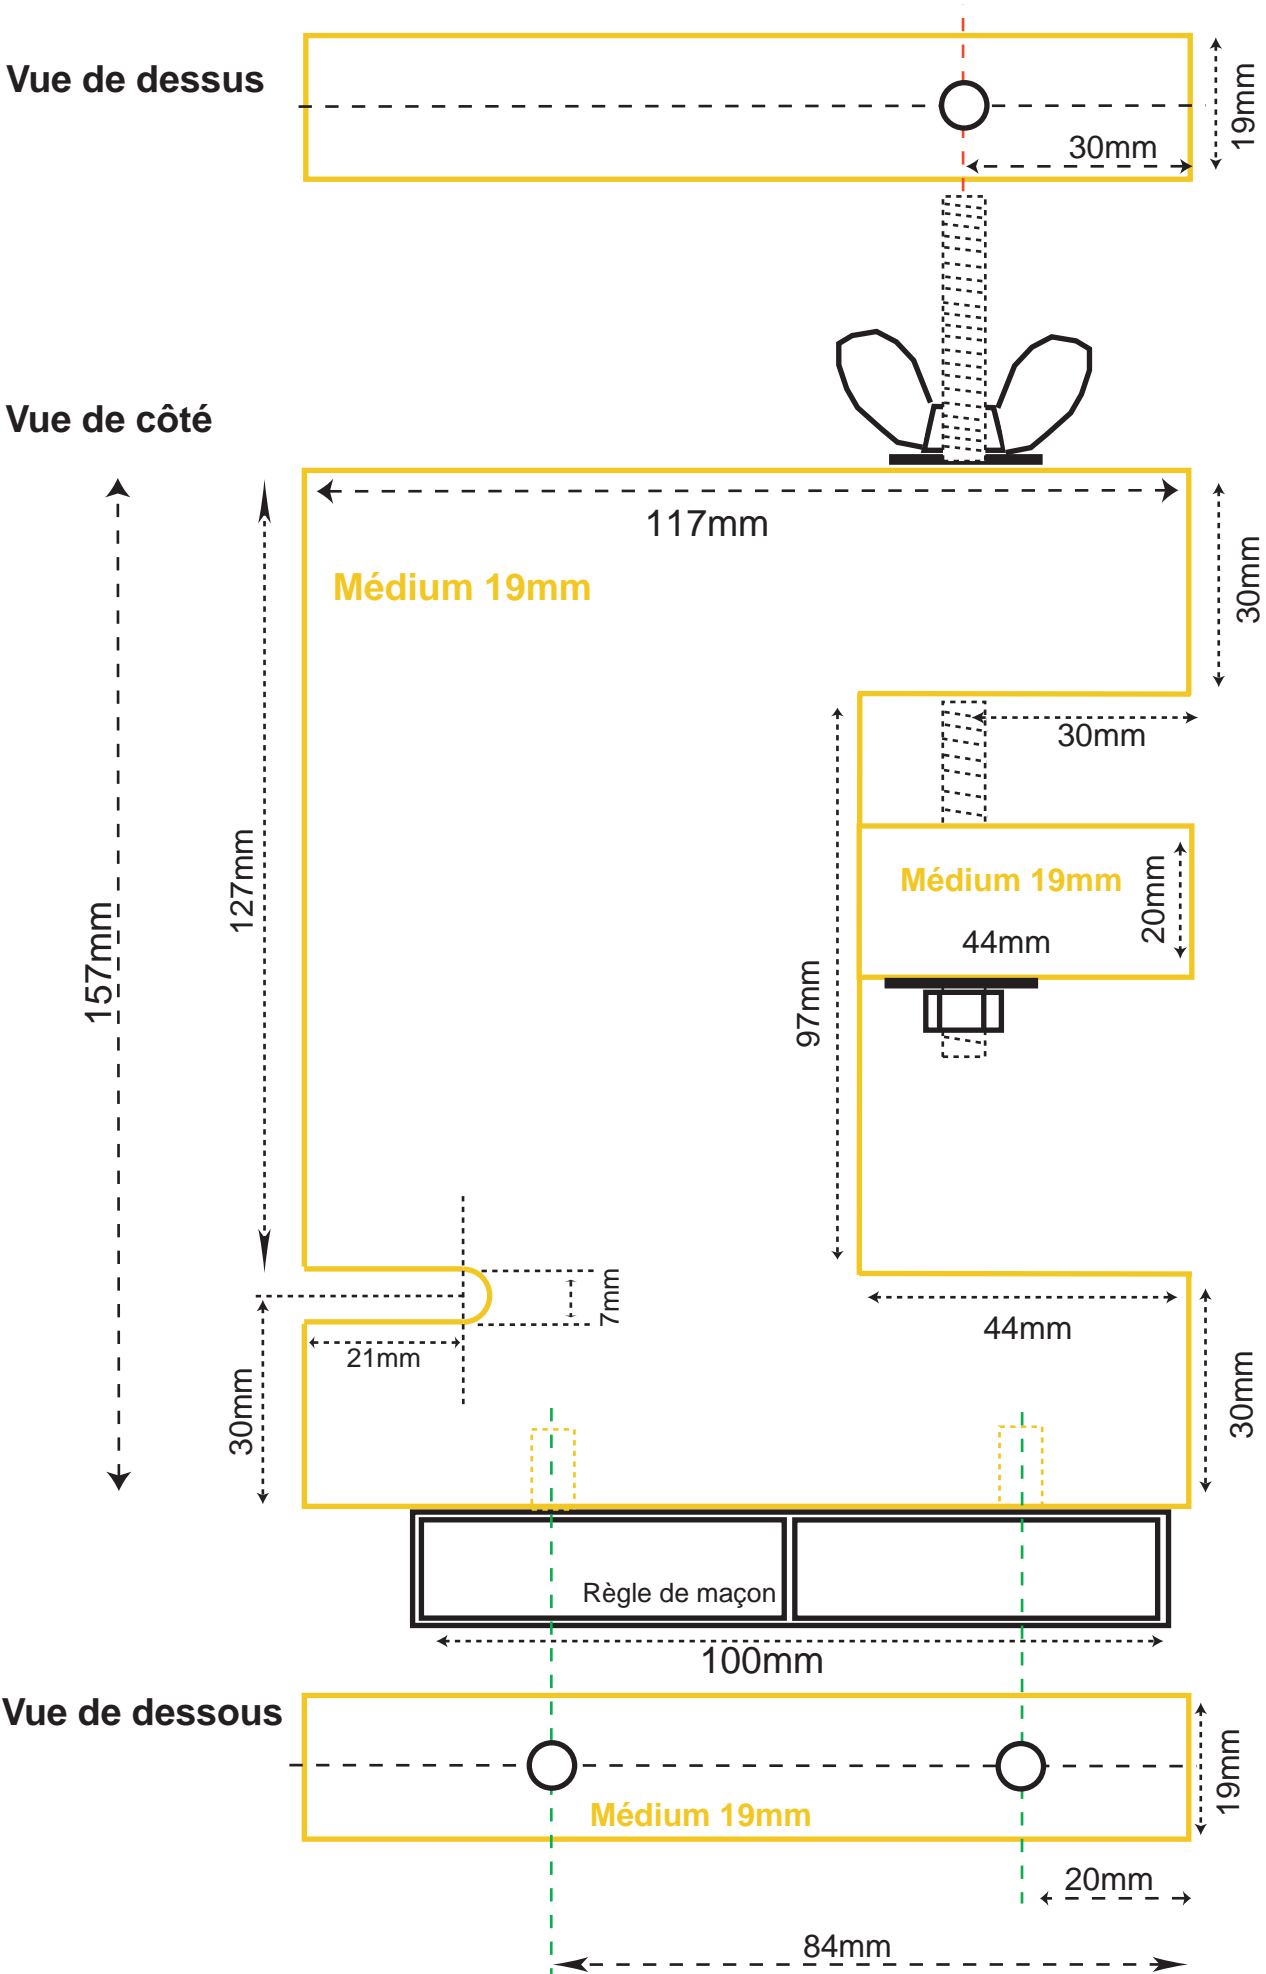 Vue de dessus
19mm
30mm
Vue de côté
117mm
Médium 19mm
30mm
30mm
127mm
157mm
Médium 19mm
20mm
44mm
97mm
7mm
21mm
44mm
30mm
30mm
Règle de maçon
100mm
Vue de dessous
19mm
Médium 19mm
20mm
84mm